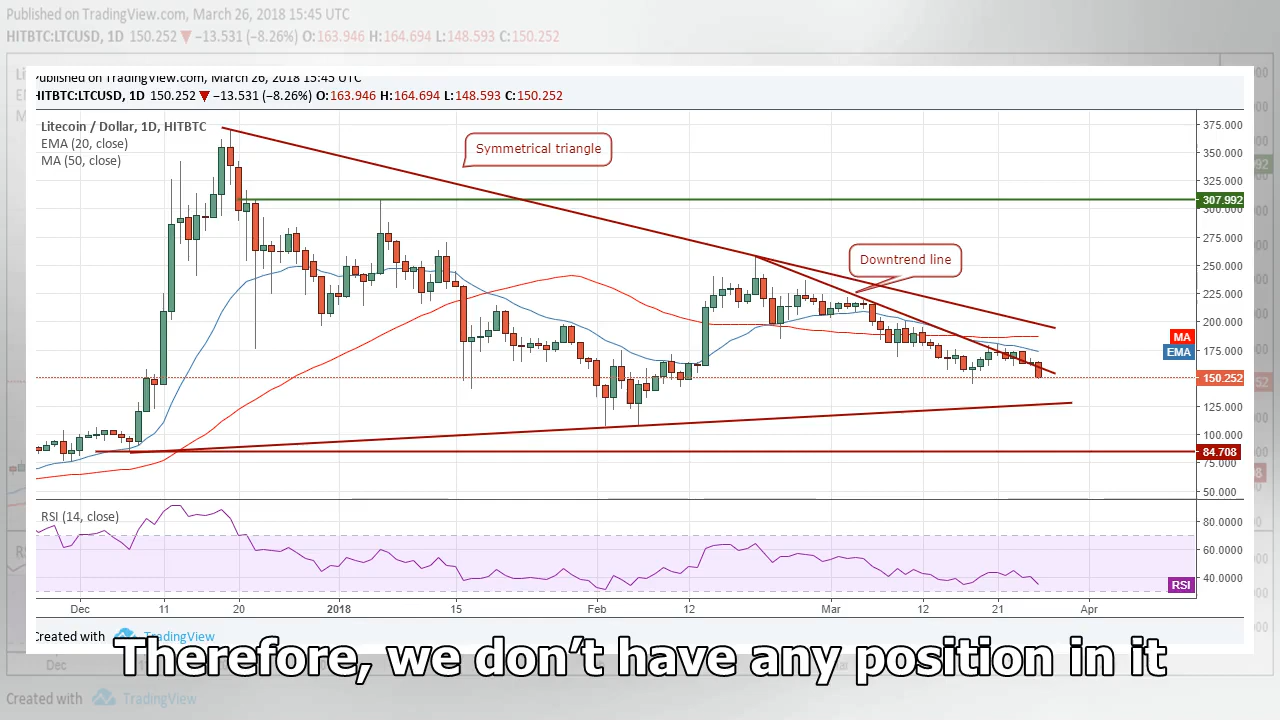 Published on TradingView.com, March 26, 2018 15:45 UTC
HITBTC:LTCUSD, 1D 150.252 ▼ −13.531 (−8.26%) O:163.946 H:164.694 L:148.593 C:150.252
Published on TradingView.com, March 26, 2018 15:45 UTC
HITBTC:LTCUSD, 1D 150.252 ▼ −13.531 (−8.26%) O:163.946 H:164.694 L:148.593 C:150.252
Litecoin / Dollar, 1D, HITBTC
EMA (20, close)
MA (50, close)
Symmetrical triangle
Downtrend line
375.000
350.000
325.000
307.992
300.000
275.000
250.000
225.000
200.000
MA
EMA
175.000
150.252
125.000
100.000
84.708
75.000
50.000
RSI (14, close)
80.0000
60.0000
40.0000
RSI
Dec 11 20 2018 15 Feb 12 Mar 12 21 Apr
Created with TradingView
Therefore, we don't have any position in it
Dec
Created with TradingView